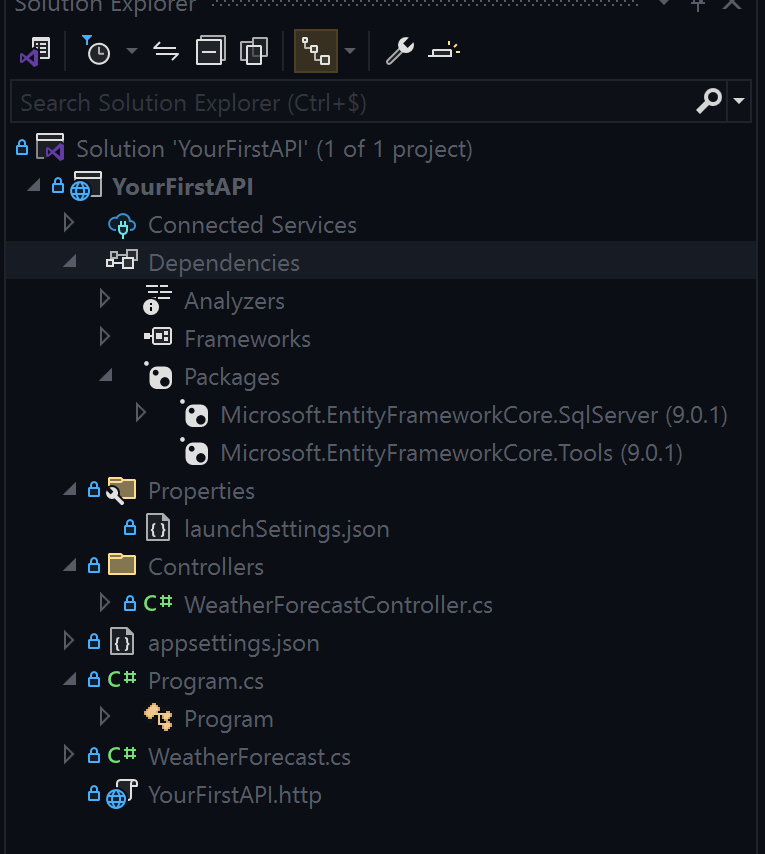 Solution Explorer
Search Solution Explorer (Ctrl+$)
Solution 'YourFirstAPI' (1 of 1 project)
YourFirstAPI
Connected Services
Dependencies
Analyzers
Frameworks
Packages
Microsoft.EntityFrameworkCore.SqlServer (9.0.1)
Microsoft.EntityFrameworkCore.Tools (9.0.1)
Properties
{ } launchSettings.json
Controllers
C# WeatherForecastController.cs
{ } appsettings.json
C# Program.cs
Program
C# WeatherForecast.cs
YourFirstAPI.http